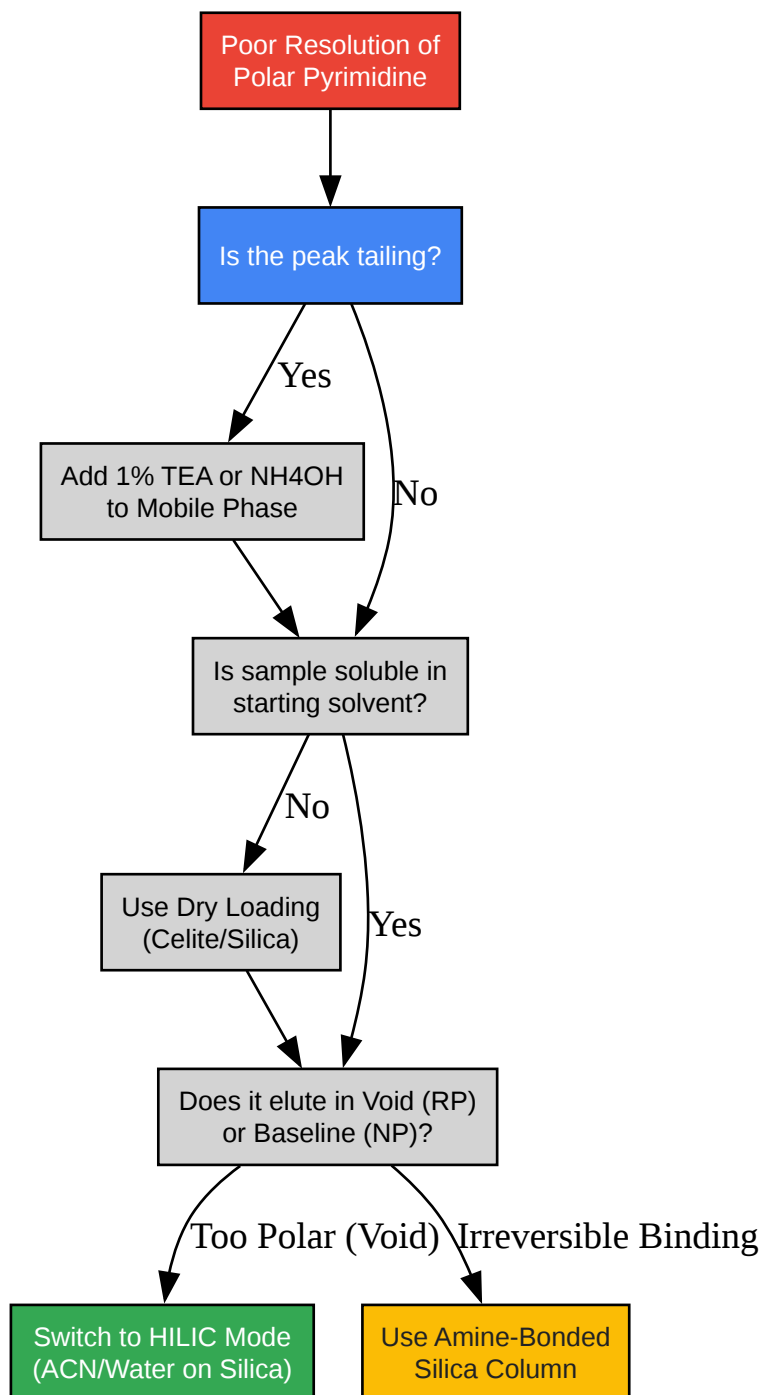 Poor Resolution of
Polar Pyrimidine
Is the peak tailing?
Yes
Add 1% TEA or NH4OH
to Mobile Phase
No
Is sample soluble in
starting solvent?
No
Use Dry Loading
(Celite/Silica)
Yes
Does it elute in Void (RP)
or Baseline (NP)?
Too Polar (Void)
Irreversible Binding
Switch to HILIC Mode
(ACN/Water on Silica)
Use Amine-Bonded
Silica Column